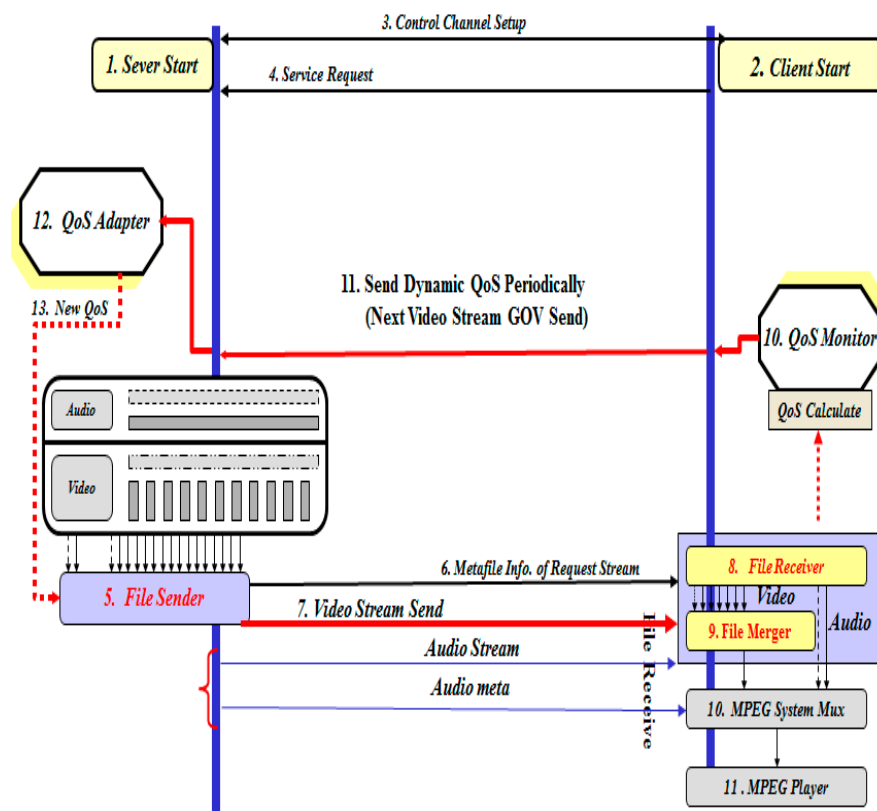 3. Control Channel Setup
1. Sever Start
2. Client Start
4. Service Request
12. QoS Adapter
11. Send Dynamic QoS Periodically
(Next Video Stream GOV Send)
13. New QoS
10. QoS Monitor
QoS Calculate
Audio
Video
6. Metafile Info. of Request Stream
8. File Receiver
5. File Sender
7. Video Stream Send
Video
9. File Merger
Audio
File Receive
Audio Stream
Audio meta
10. MPEG System Mux
11 . MPEG Player